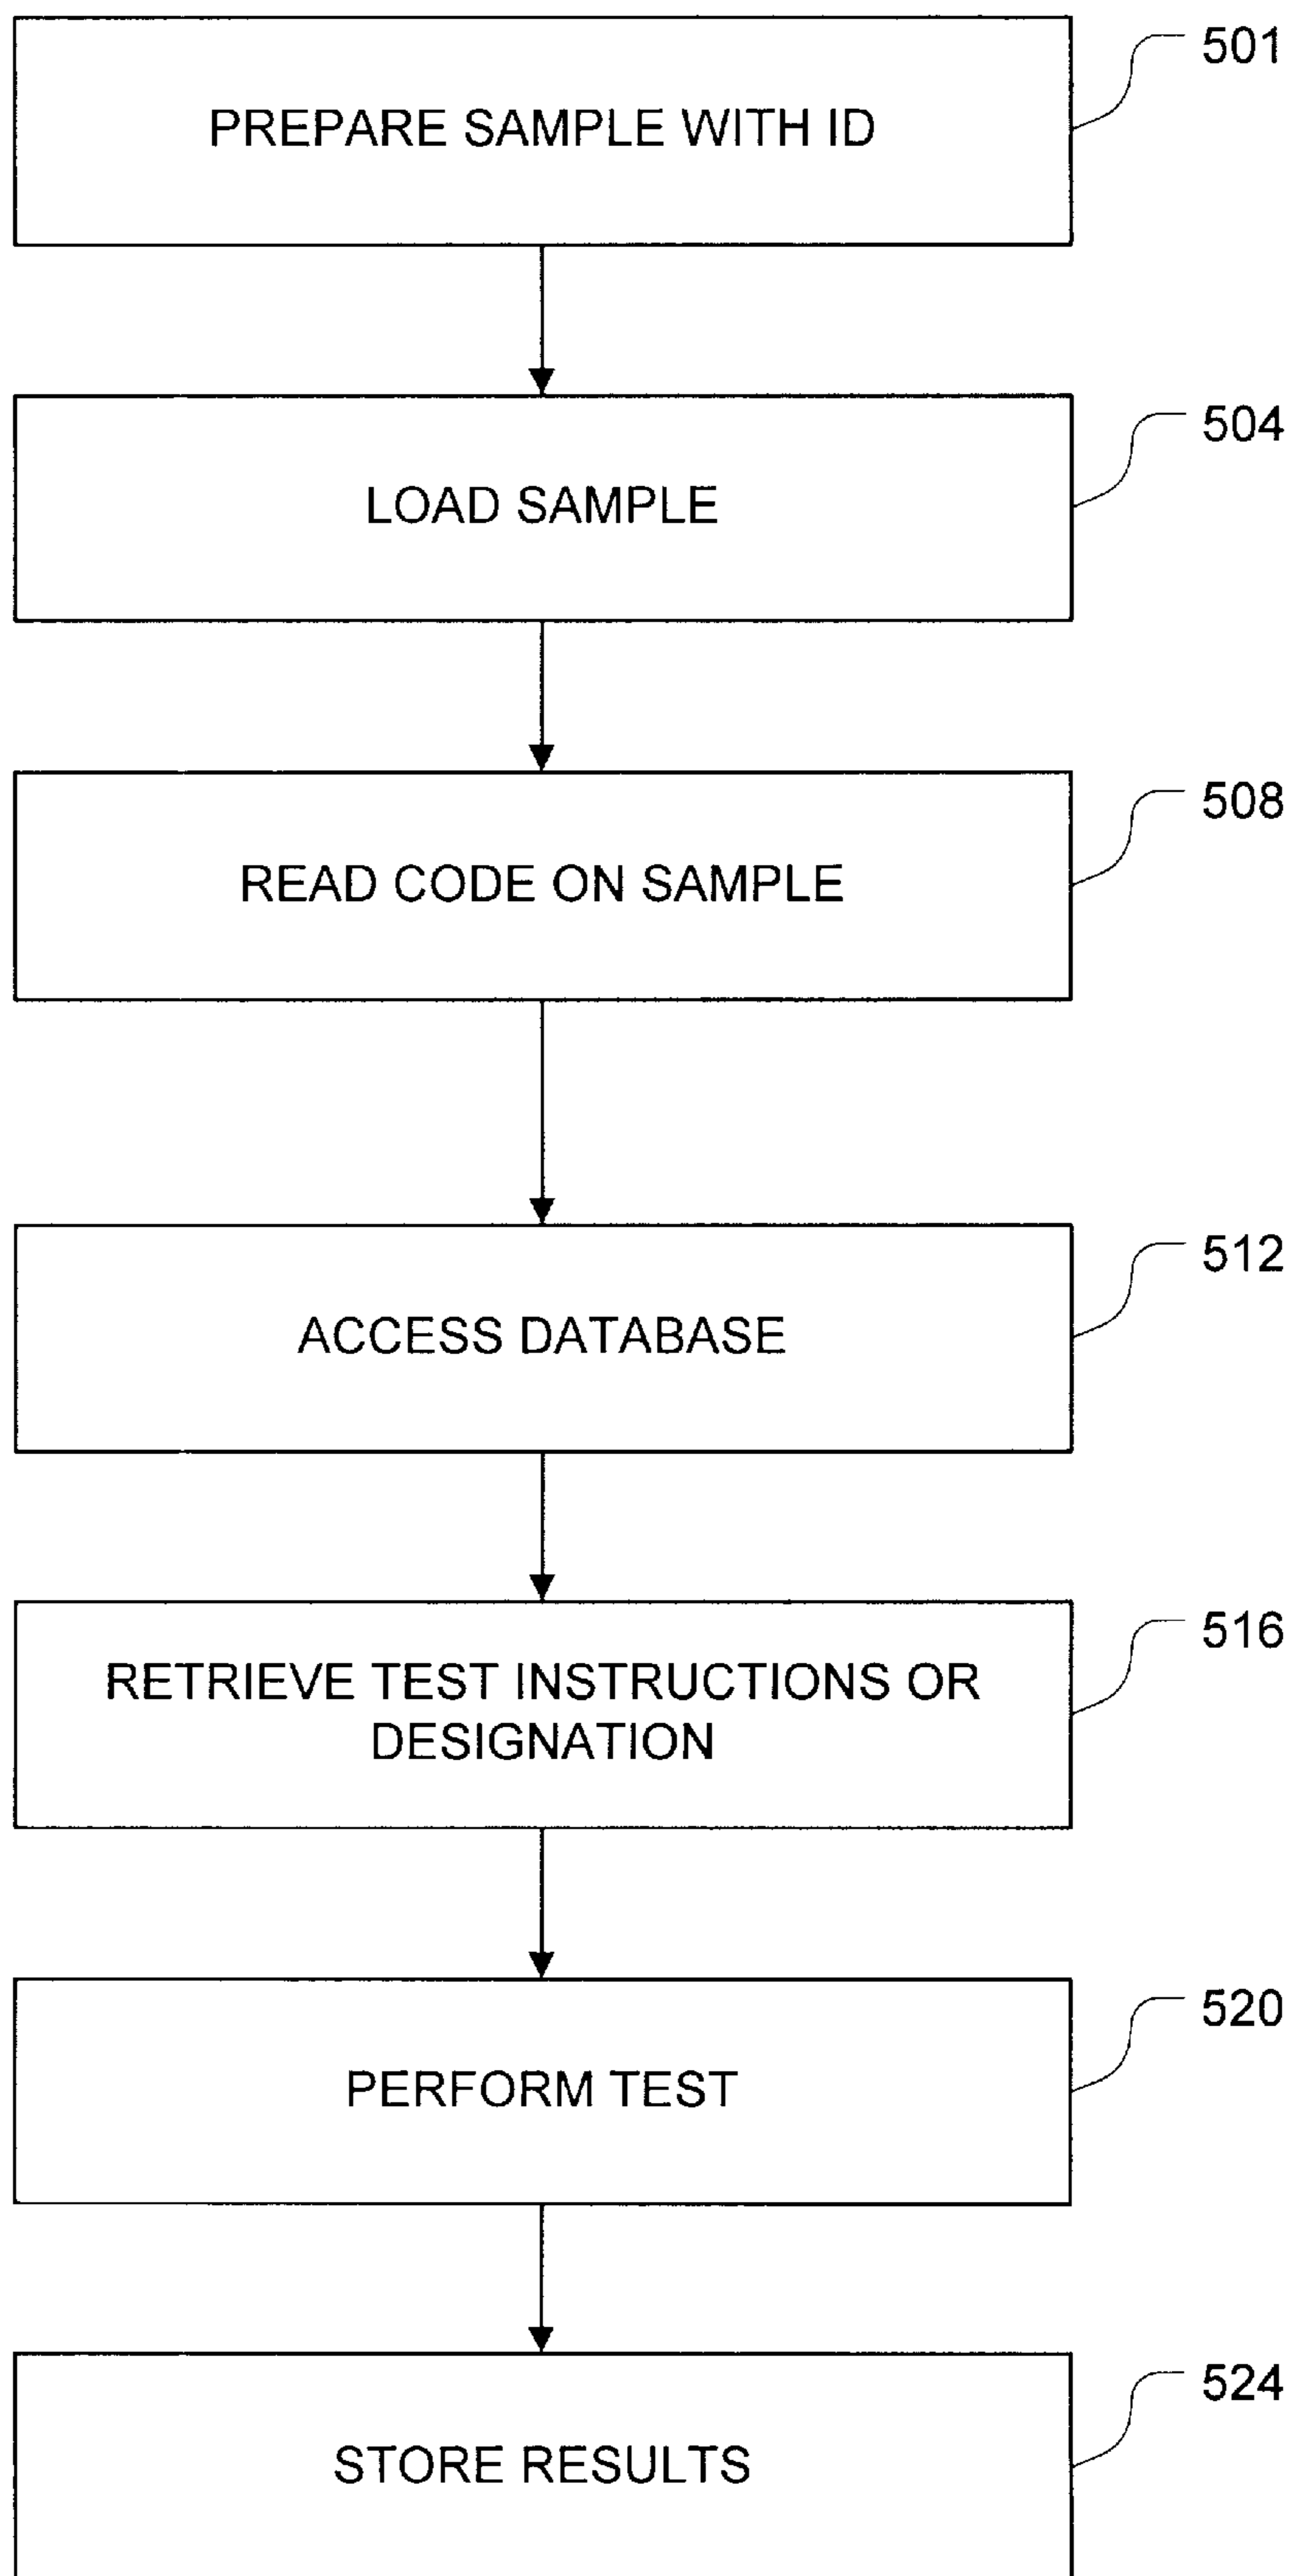 PREPARE SAMPLE WITH ID
501
LOAD SAMPLE
504
READ CODE ON SAMPLE
508
ACCESS DATABASE
512
RETRIEVE TEST INSTRUCTIONS OR
DESIGNATION
516
PERFORM TEST
520
STORE RESULTS
524